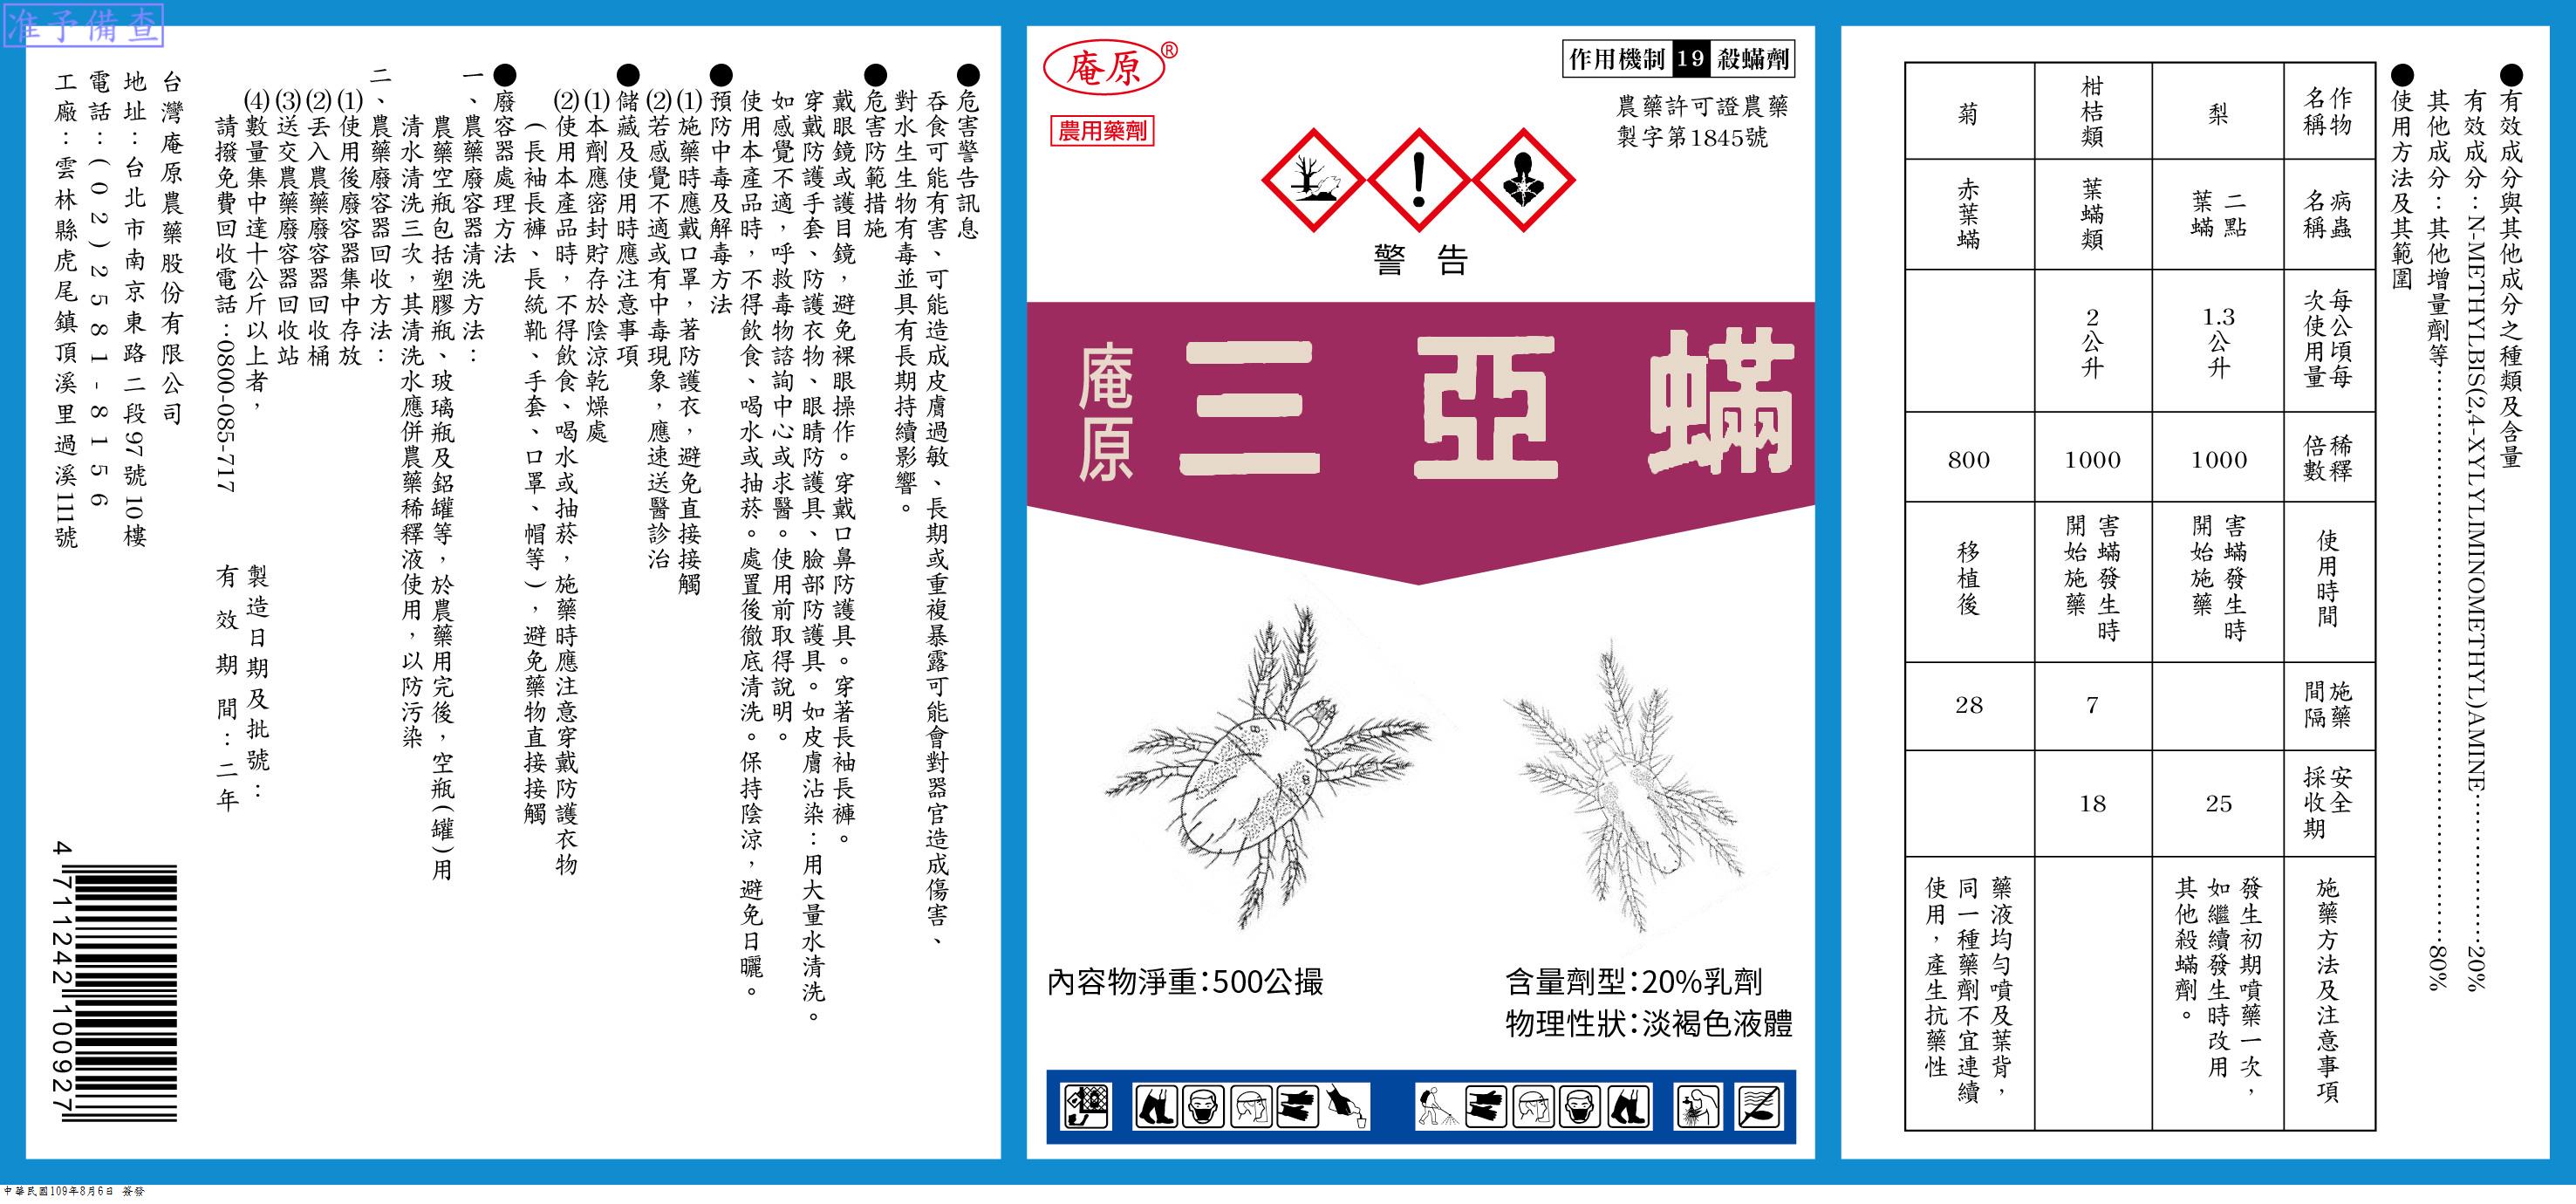 准予備查
●危害警告訊息
吞食可能有害、可能造成皮膚過敏、長期或重複暴露可能會對器官造成傷害、
對水生生物有毒並具有長期持續影響。
●危害防範措施
戴眼鏡或護目鏡，避免裸眼操作。穿戴口鼻防護具。穿著長袖長褲。
穿戴防護手套、防護衣物、眼睛防護具、臉部防護具。如皮膚沾染：用大量水清洗。
如感覺不適，呼救毒物諮詢中心或求醫。使用前取得說明。
使用本產品時，不得飲食、喝水或抽菸。處置後徹底清洗。保持陰涼，避免日曬。
●預防中毒及解毒方法
(1)施藥時應戴口罩，著防護衣，避免直接接觸
(2)若感覺不適或有中毒現象，應速送醫診治
●儲藏及使用時應注意事項
(1)本劑應密封貯存於陰涼乾燥處
(2)使用本產品時，不得飲食、喝水或抽菸，施藥時應注意穿戴防護衣物
(長袖長褲、長統靴、手套、口罩、帽等)，避免藥物直接接觸
●廢容器處理方法
一、農藥廢容器清洗方法：
農藥空瓶包括塑膠瓶、玻璃瓶及鋁罐等，於農藥用完後，空瓶(罐)用
清水清洗三次，其清洗水應併農藥稀釋液使用，以防污染
二、農藥廢容器回收方法：
(1)使用後廢容器集中存放
(2)丟入農藥廢容器回收桶
(3)送交農藥廢容器回收站
(4)數量集中達十公斤以上者，
請撥免費回收電話：0800-085-717
製造日期及批號：
有效期間：二年
台灣庵原農藥股份有限公司
地址：台北市南京東路二段97號10樓
電話：(02)2581-8156
工廠：雲林縣虎尾鎮頂溪里過溪111號
4 711242 100927
庵原®
農用藥劑
作用機制 19 殺蟎劑
農藥許可證農藥
製字第1845號
警告
庵原
三亞蟎
內容物淨重：500公撮
含量劑型：20%乳劑
物理性狀：淡褐色液體
●有效成分與其他成分之種類及含量
有效成分：N-METHYLBIS(2,4-XYLYLIMINOMETHYL)AMINE⋯⋯⋯⋯20%
其他成分：其他增量劑等⋯⋯⋯⋯⋯⋯⋯⋯⋯⋯⋯⋯⋯⋯80%
●使用方法及其範圍
作物名稱 病蟲名稱 每公頃每次使用量 稀釋倍數 使用時間 施藥間隔 安全採收期 施藥方法及注意事項
梨 二點葉蟎 1.3公升 1000 害蟎發生時開始施藥 25 發生初期噴藥一次，如繼續發生時改用其他殺蟎劑。
柑桔類 葉蟎類 2公升 1000 害蟎發生時開始施藥 7 18
菊 赤葉蟎 800 移植後 28 藥液均勻噴及葉背，同一種藥劑不宜連續使用，產生抗藥性
中華民國109年8月6日 簽發